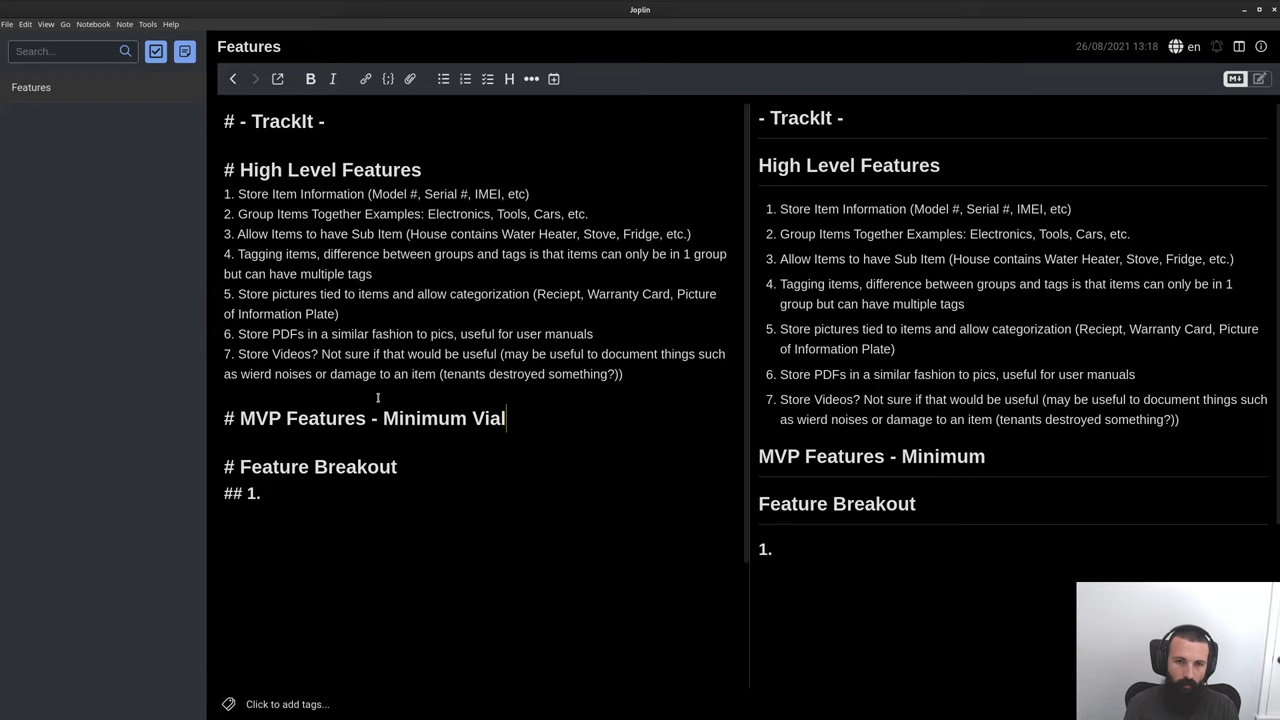 Joplin
File Edit View Go Notebook Note Tools Help
Search...
Features
Features
26/08/2021 13:18
en
# - TrackIt -
# High Level Features
1. Store Item Information (Model #, Serial #, IMEI, etc)
2. Group Items Together Examples: Electronics, Tools, Cars, etc.
3. Allow Items to have Sub Item (House contains Water Heater, Stove, Fridge, etc.)
4. Tagging items, difference between groups and tags is that items can only be in 1 group
but can have multiple tags
5. Store pictures tied to items and allow categorization (Reciept, Warranty Card, Picture
of Information Plate)
6. Store PDFs in a similar fashion to pics, useful for user manuals
7. Store Videos? Not sure if that would be useful (may be useful to document things such
as wierd noises or damage to an item (tenants destroyed something?))
# MVP Features - Minimum Vial
# Feature Breakout
## 1.
- TrackIt -
High Level Features
1. Store Item Information (Model #, Serial #, IMEI, etc)
2. Group Items Together Examples: Electronics, Tools, Cars, etc.
3. Allow Items to have Sub Item (House contains Water Heater, Stove, Fridge, etc.)
4. Tagging items, difference between groups and tags is that items can only be in 1
group but can have multiple tags
5. Store pictures tied to items and allow categorization (Reciept, Warranty Card, Picture
of Information Plate)
6. Store PDFs in a similar fashion to pics, useful for user manuals
7. Store Videos? Not sure if that would be useful (may be useful to document things such
as wierd noises or damage to an item (tenants destroyed something?))
MVP Features - Minimum
Feature Breakout
1.
Click to add tags...